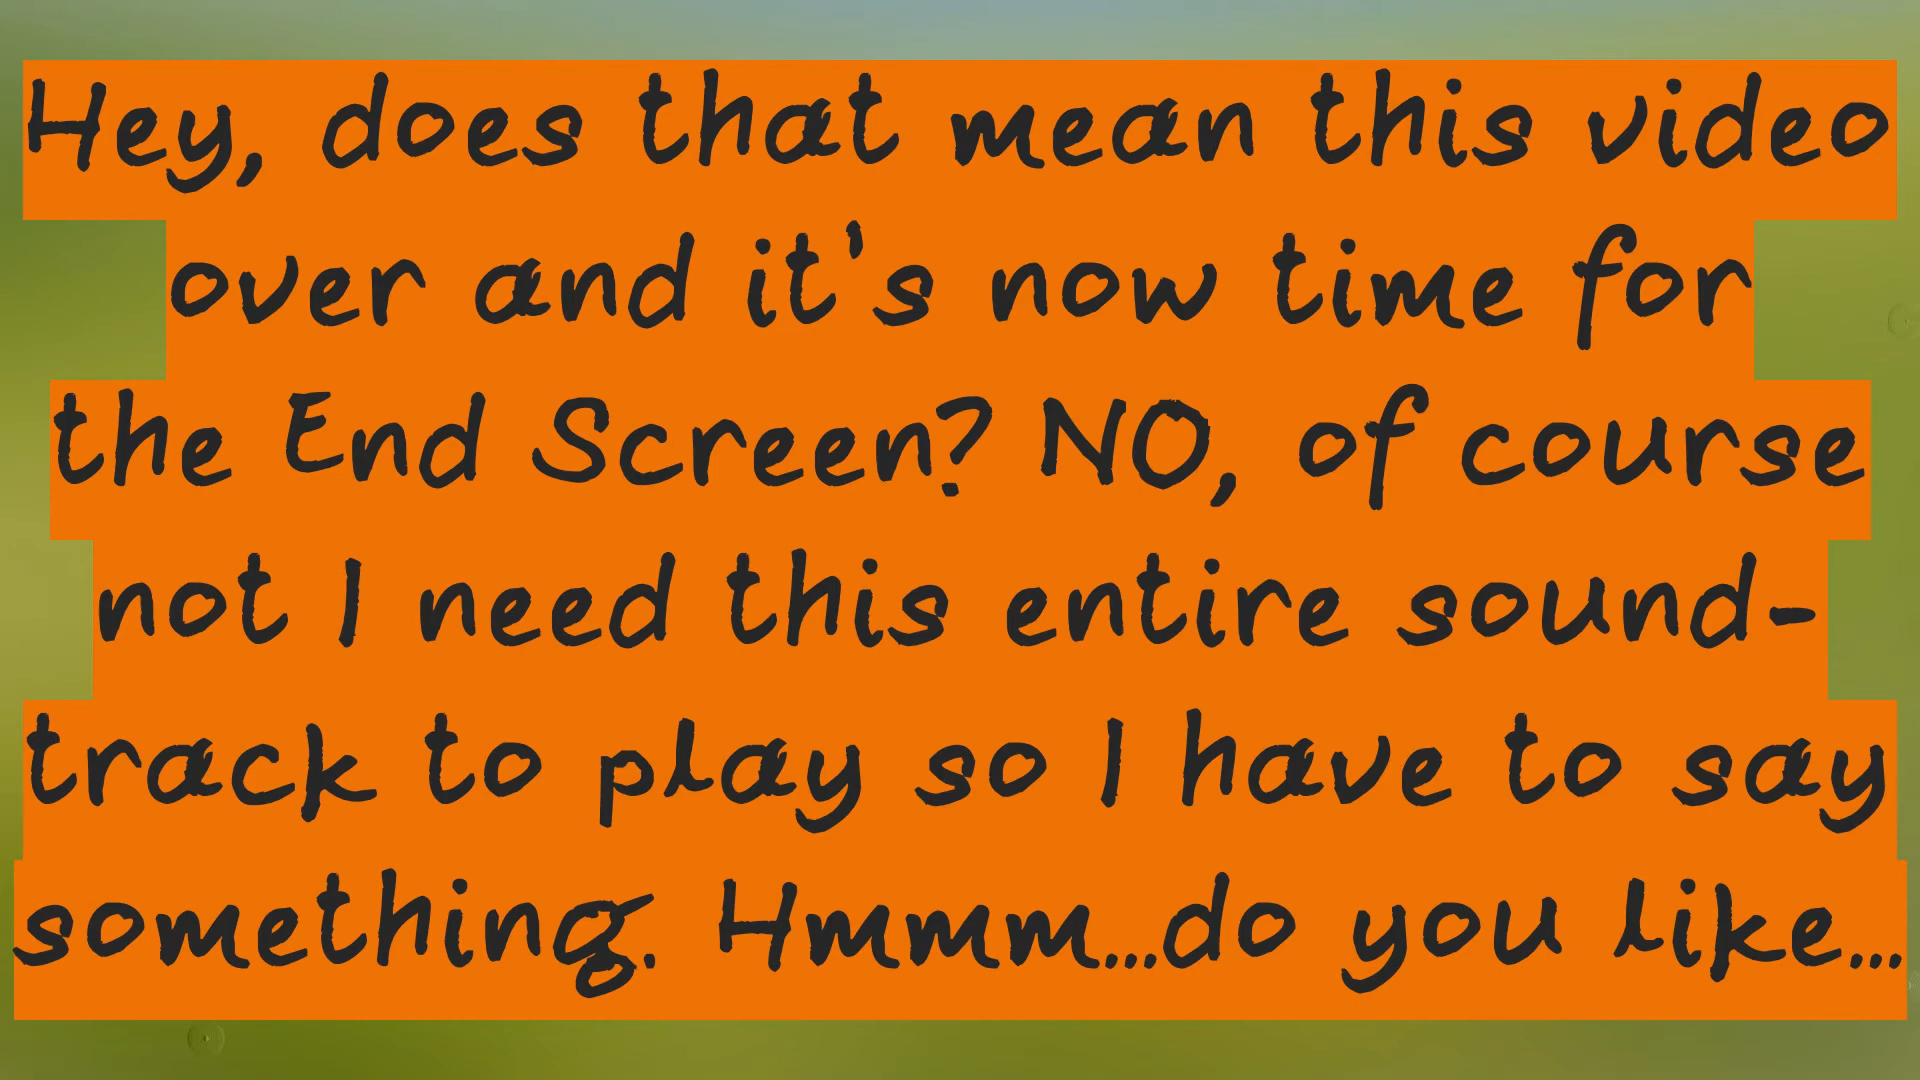 Hey, does that mean this video
over and it's now time for
the End Screen? NO, of course
not I need this entire sound-
track to play so I have to say
something. Hmmm...do you like...